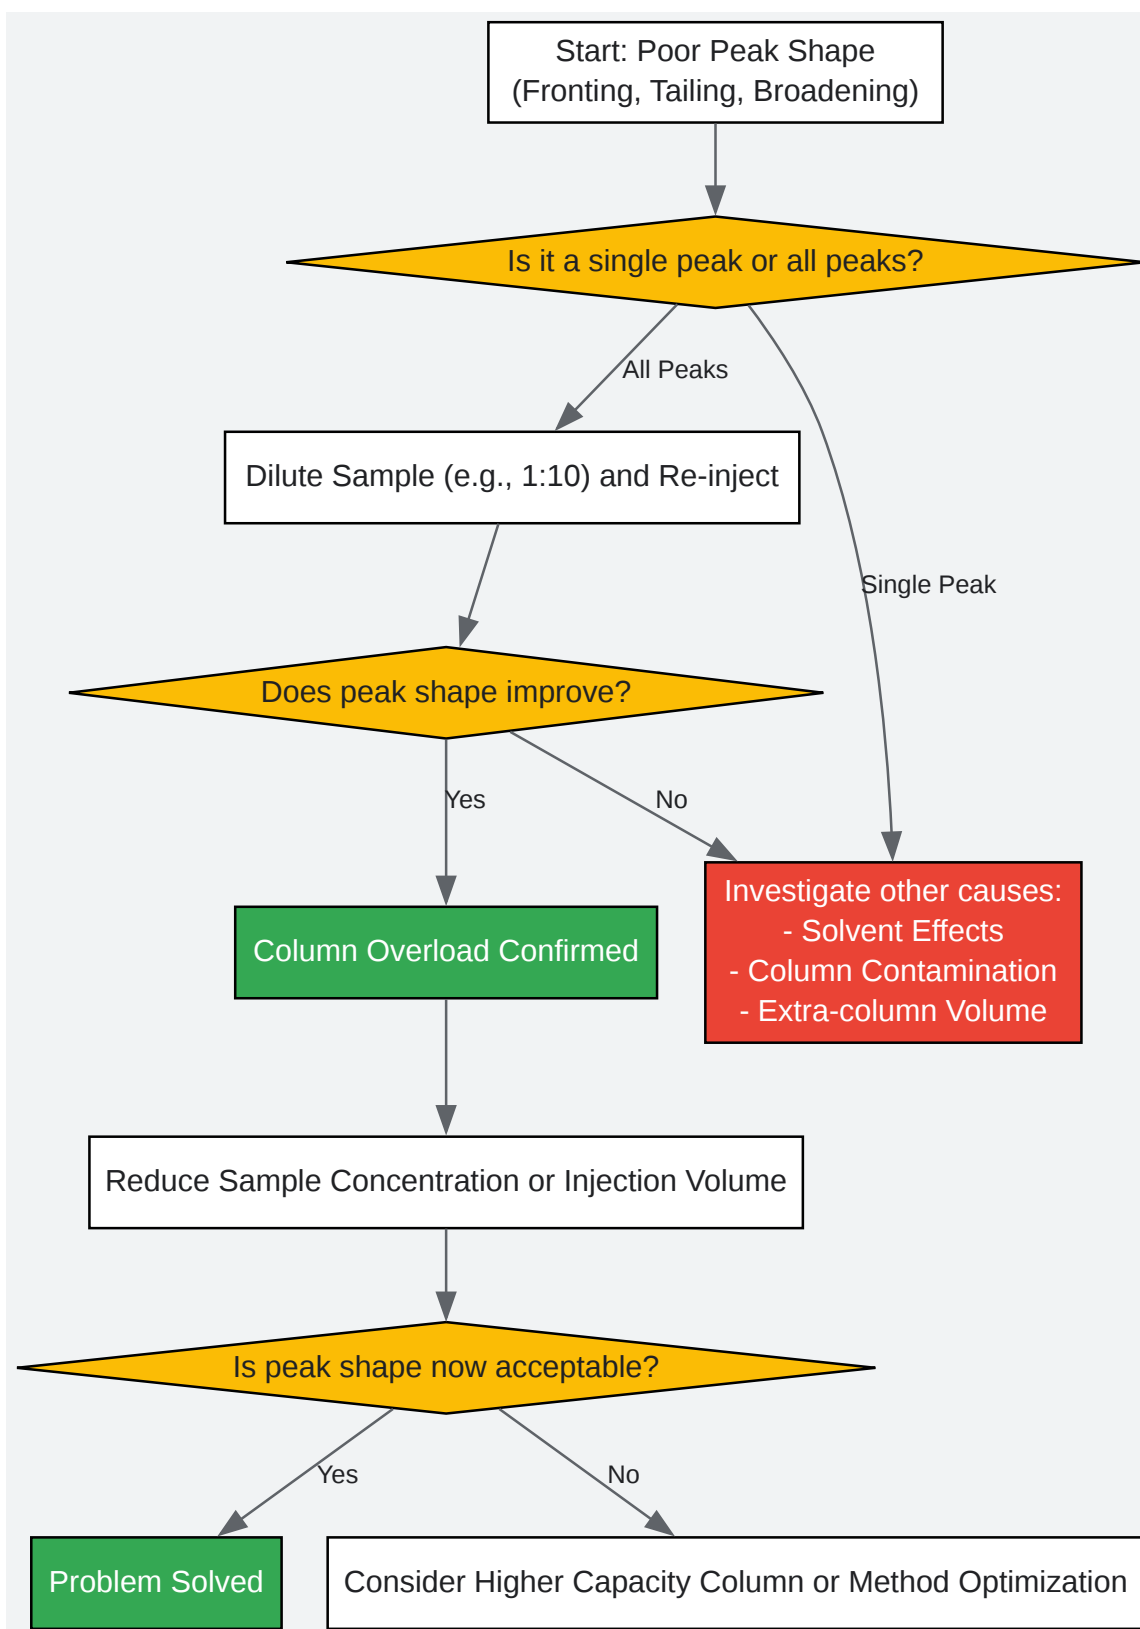 Start: Poor Peak Shape
(Fronting, Tailing, Broadening)
Is it a single peak or all peaks?
All Peaks
Dilute Sample (e.g., 1:10) and Re-inject
Single Peak
Does peak shape improve?
Yes
No
Investigate other causes:
- Solvent Effects
- Column Contamination
- Extra-column Volume
Column Overload Confirmed
Reduce Sample Concentration or Injection Volume
Is peak shape now acceptable?
Yes
No
Problem Solved
Consider Higher Capacity Column or Method Optimization